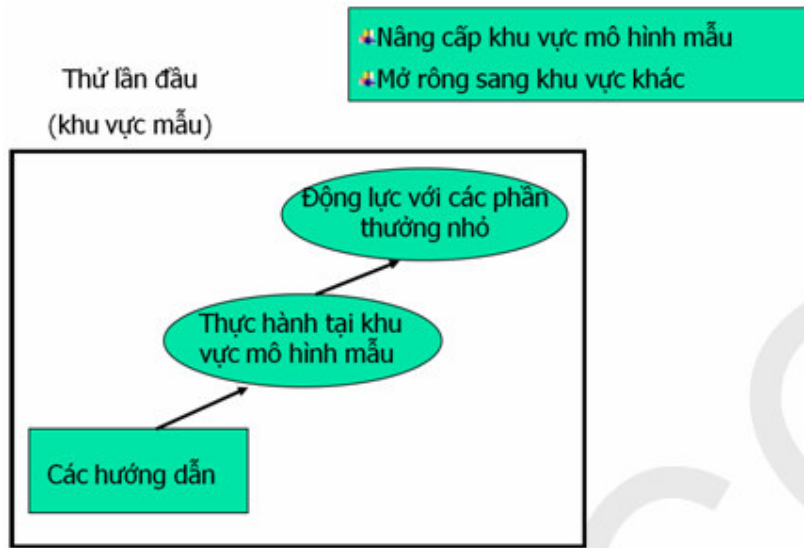 Nâng cấp khu vực mô hình mẫu
Mở rông sang khu vực khác
Thử lần đầu
(khu vực mẫu)
Động lực với các phần
thưởng nhỏ
Thực hành tại khu
vực mô hình mẫu
Các hướng dẫn